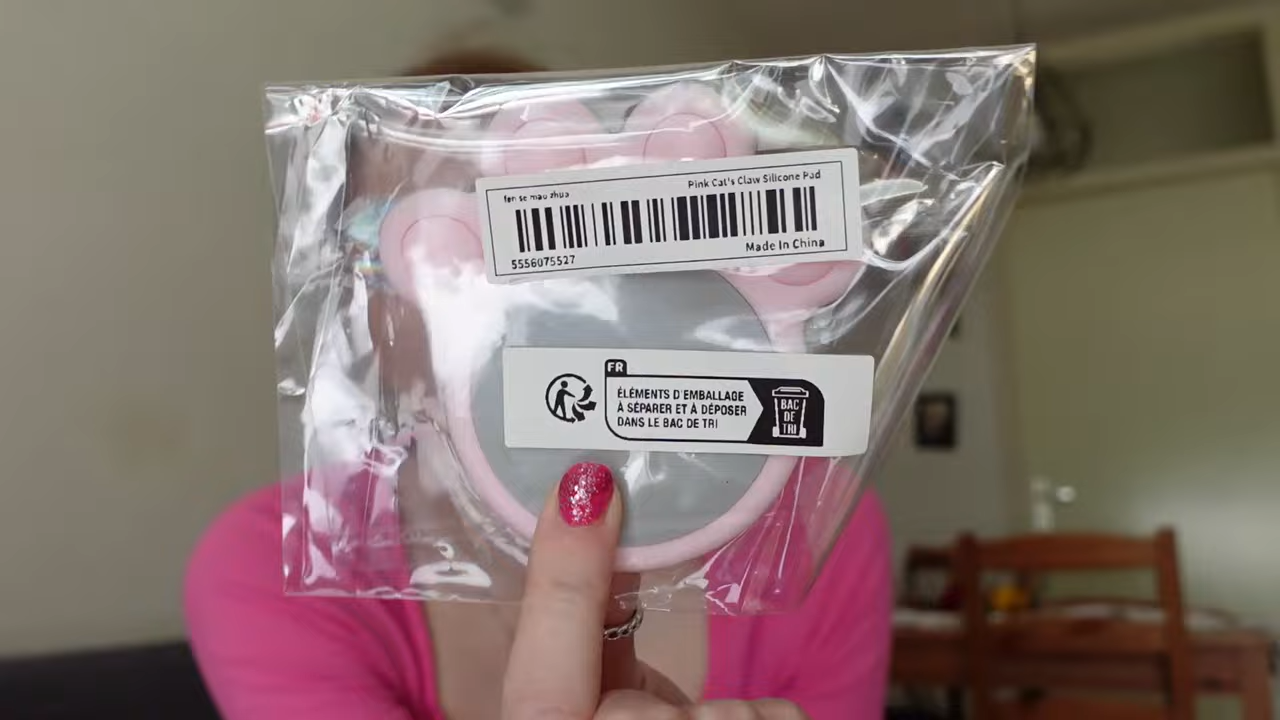 fen se mao zhua
Pink Cat's Claw Silicone Pad
5556075527
Made In China
FR
ÉLÉMENTS D'EMBALLAGE
À SÉPARER ET À DÉPOSER
DANS LE BAC DE TRI
BAC
DE
TRI